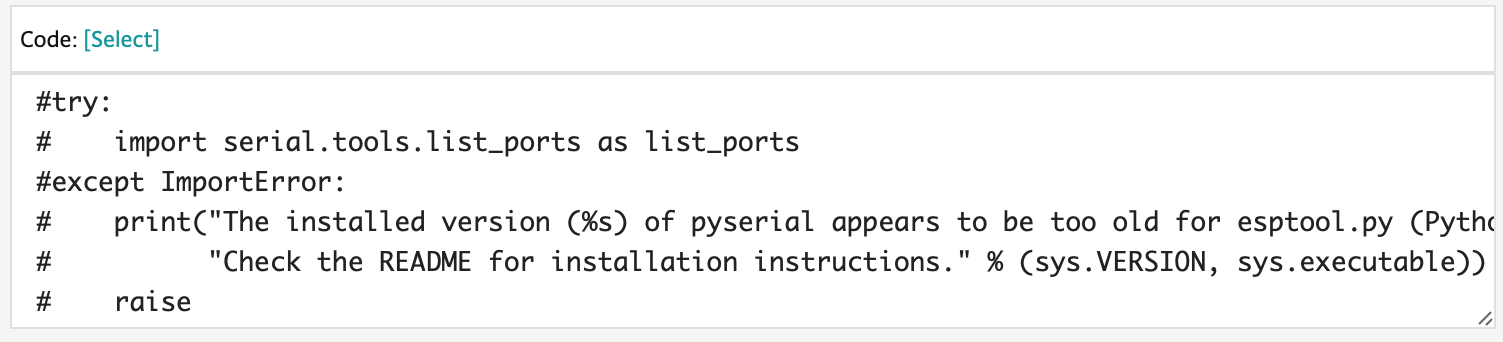 Code: [Select]
#try:
#    import serial.tools.list_ports as list_ports
#except ImportError:
#    print("The installed version (%s) of pyserial appears to be too old for esptool.py (Pytho
#          "Check the README for installation instructions." % (sys.VERSION, sys.executable))
#    raise